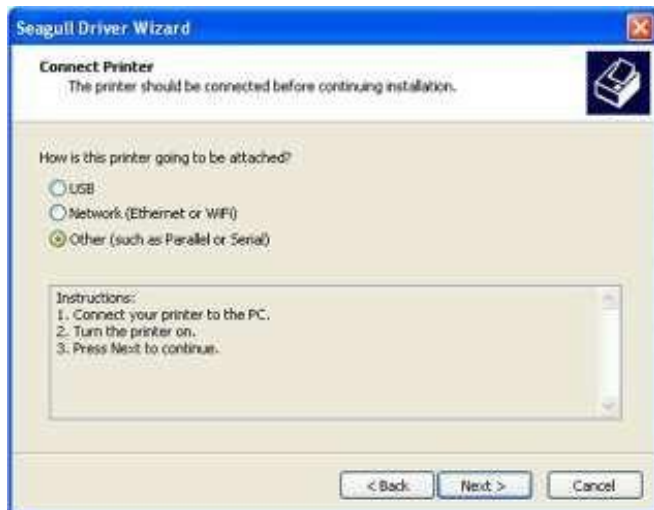 Seagull Driver Wizard
Connect Printer
The printer should be connected before continuing installation.
How is this printer going to be attached?
USB
Network (Ethernet or WiFi)
Other (such as Parallel or Serial)
Instructions:
1. Connect your printer to the PC.
2. Turn the printer on.
3. Press Next to continue.
< Back Next > Cancel